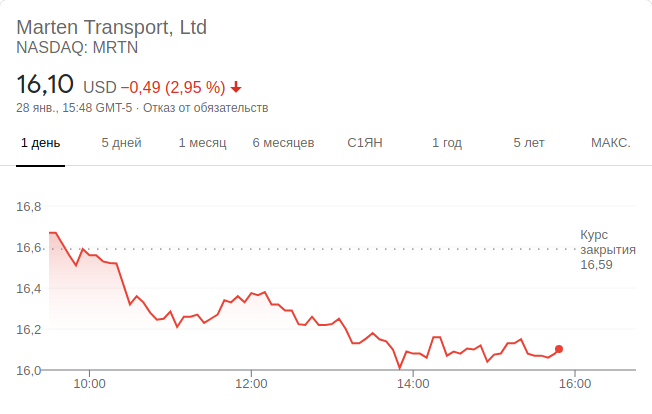 Marten Transport, Ltd
NASDAQ: MRTN
16,10 USD −0,49 (2,95 %)
28 янв., 15:48 GMT-5 · Отказ от обязательств
1 день 5 дней 1 месяц 6 месяцев С1ЯН 1 год 5 лет МАКС.
16,8
Курс
16,6 закрытия
16,59
16,4
16,2
16,0
10:00 12:00 14:00 16:00